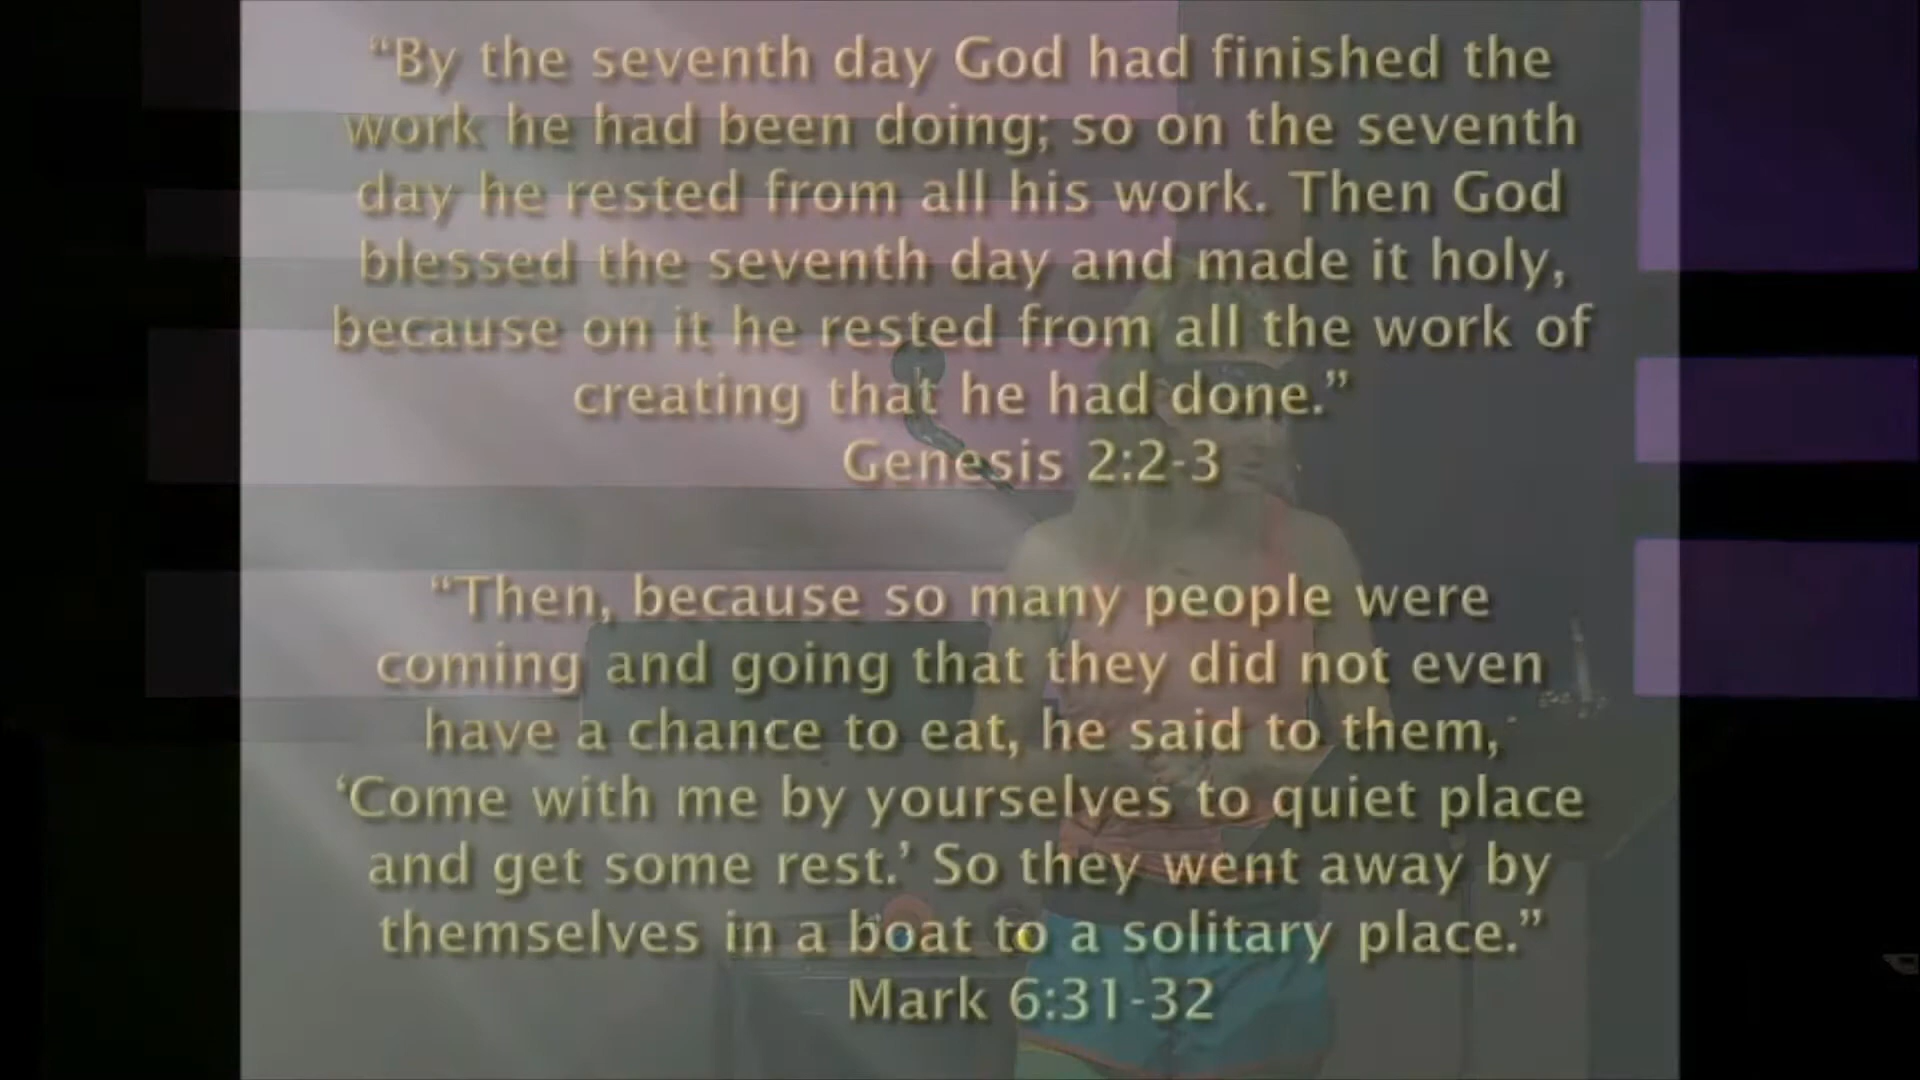 “By the seventh day God had finished the
work he had been doing; so on the seventh
day he rested from all his work. Then God
blessed the seventh day and made it holy,
because on it he rested from all the work of
creating that he had done.”
Genesis 2:2-3
“Then, because so many people were
coming and going that they did not even
have a chance to eat, he said to them,
‘Come with me by yourselves to quiet place
and get some rest.’ So they went away by
themselves in a boat to a solitary place.”
Mark 6:31-32